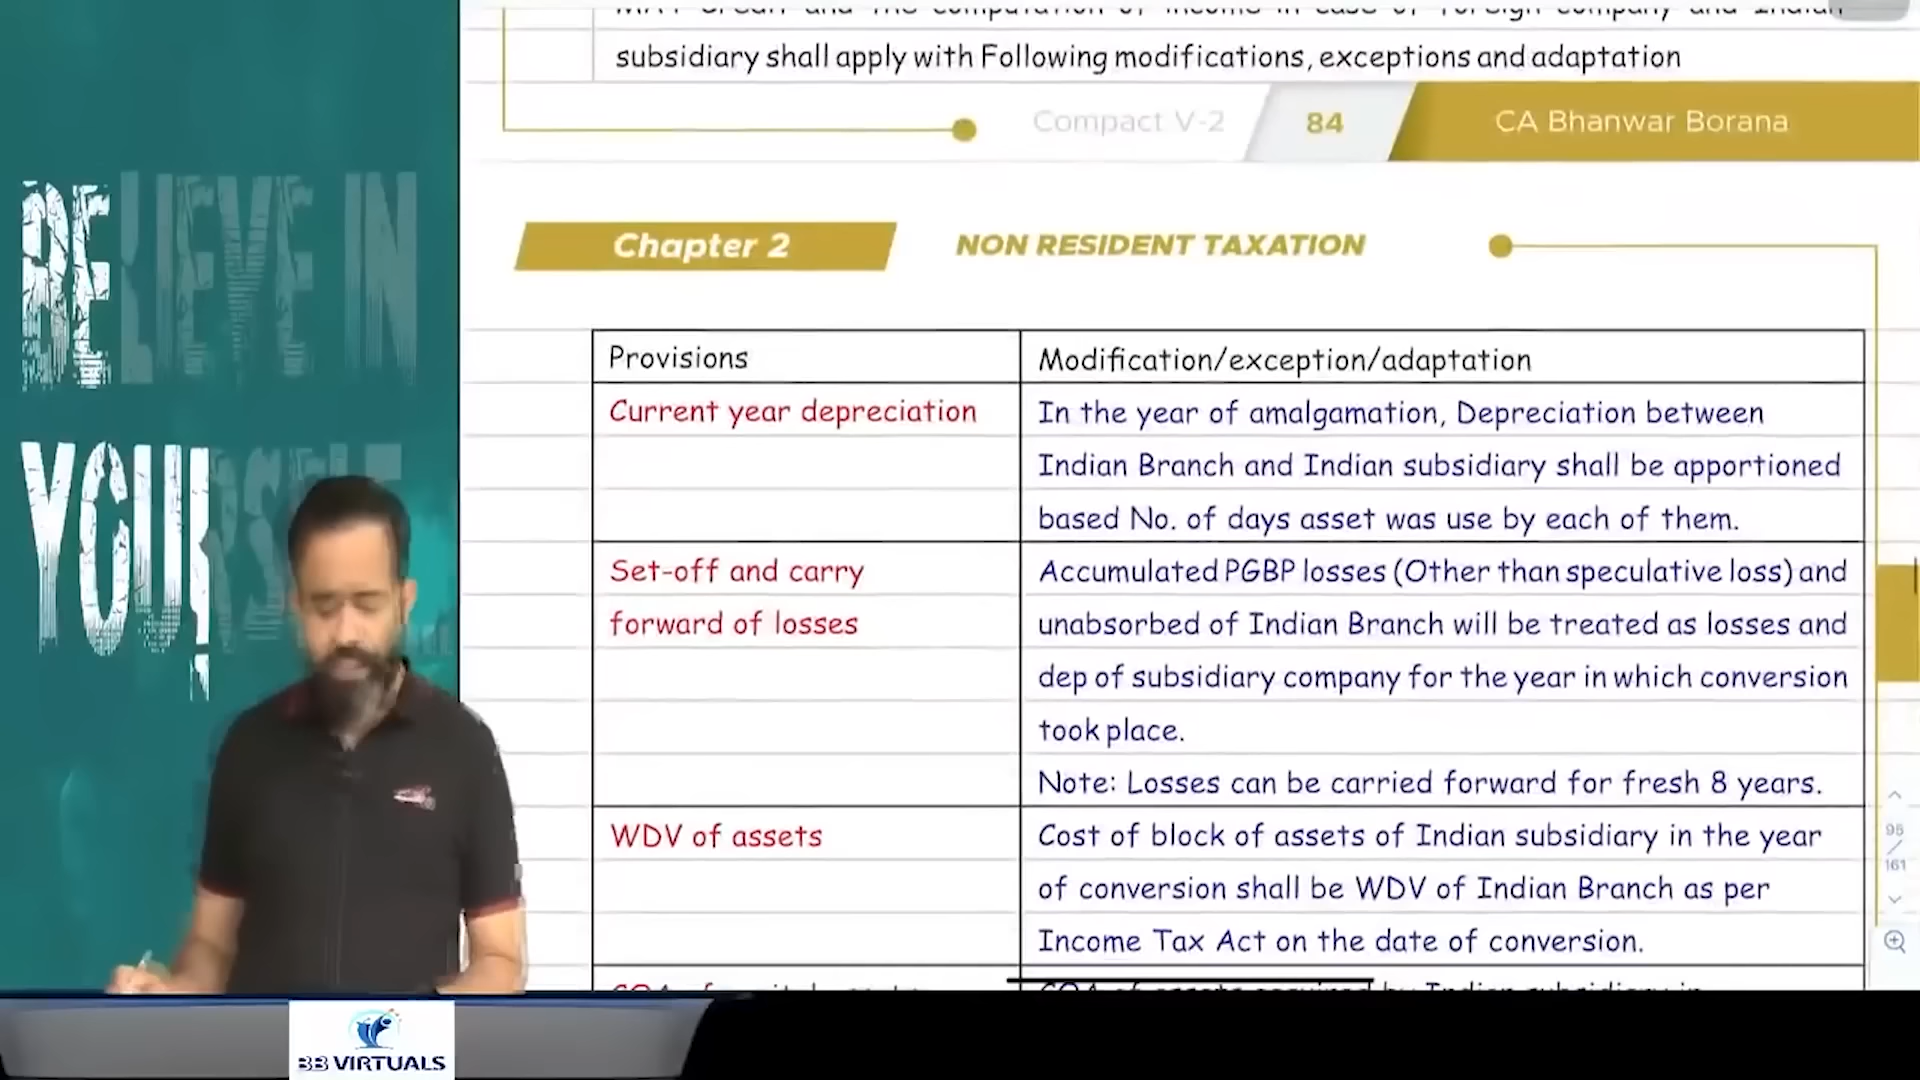 subsidiary shall apply with Following modifications, exceptions and adaptation
Compact V-2
84
CA Bhanwar Borana
Chapter 2
NON RESIDENT TAXATION
BELIEVE IN
YOURSELF
Provisions
Modification/exception/adaptation
Current year depreciation
In the year of amalgamation, Depreciation between
Indian Branch and Indian subsidiary shall be apportioned
based No. of days asset was use by each of them.
Set-off and carry
forward of losses
Accumulated PGBP losses (Other than speculative loss) and
unabsorbed of Indian Branch will be treated as losses and
dep of subsidiary company for the year in which conversion
took place.
Note: Losses can be carried forward for fresh 8 years.
WDV of assets
Cost of block of assets of Indian subsidiary in the year
of conversion shall be WDV of Indian Branch as per
Income Tax Act on the date of conversion.
95
/
161
BB VIRTUALS